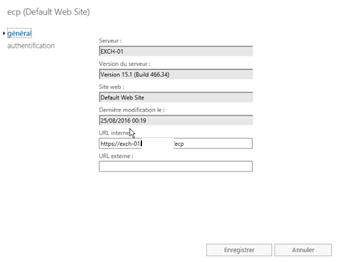 ecp (Default Web Site)
général
authentification
Serveur :
EXCH-01
Version du serveur :
Version 15.1 (Build 466.34)
Site web :
Default Web Site
Dernière modification le :
25/08/2016 00:19
URL interne :
https://exch-01 /ecp
URL externe :
Enregistrer Annuler